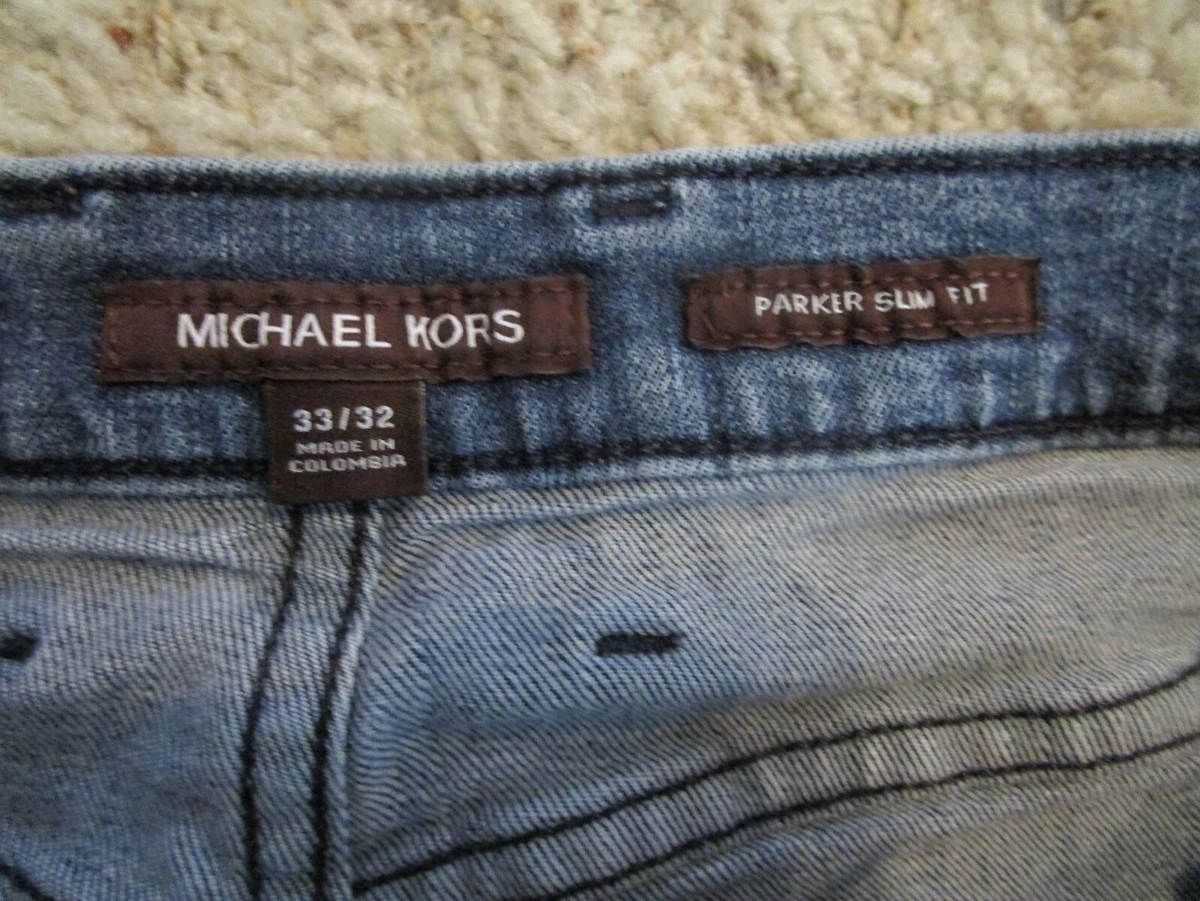 MICHAEL KORS
PARKER SLIM FIT
33/32
MADE IN
COLOMBIA